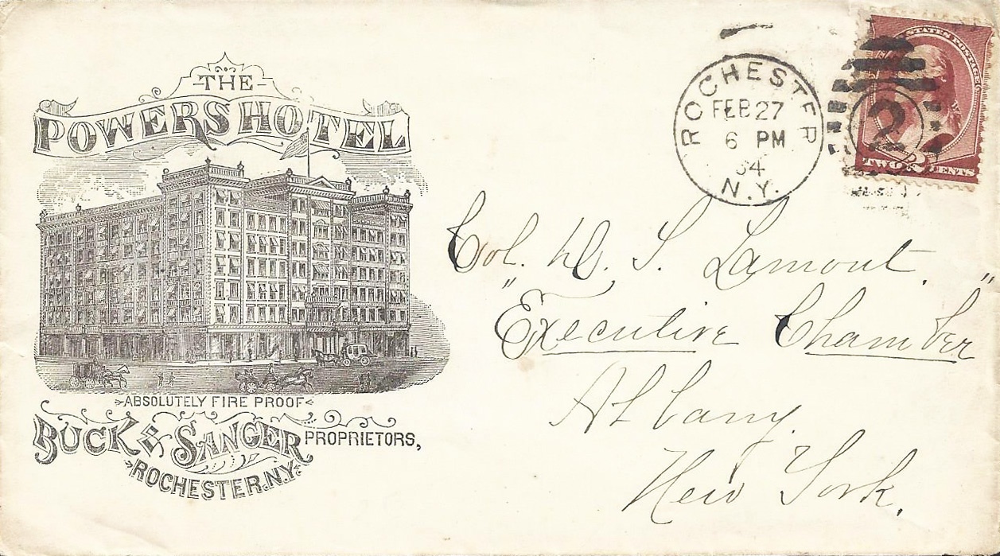 THE
POWERS HOTEL
ABSOLUTELY FIRE PROOF
BUCK & SANGER PROPRIETORS,
ROCHESTER. N.Y.
ROCHESTER
FEB 27
6 PM
84
N.Y.
STATES POSTAGE
2
TWO CENTS
Col. D. S. Lamont.
"Executive Chamber"
Albany.
New York.